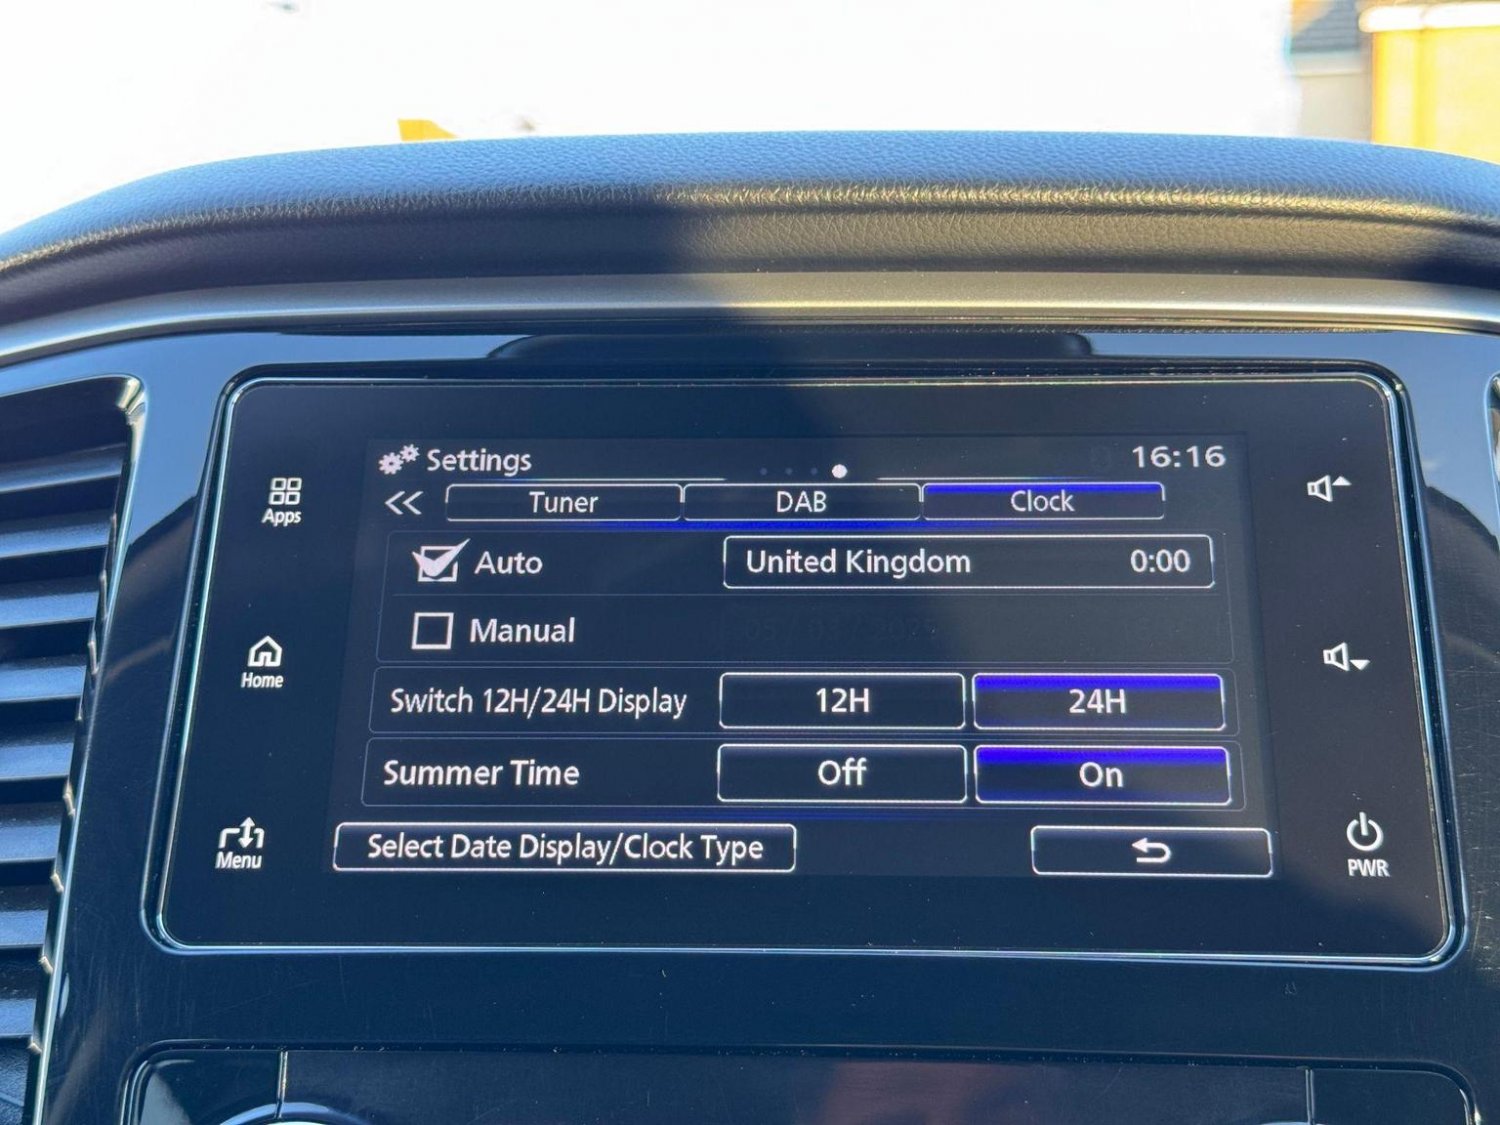 Settings 16:16
Apps
Tuner DAB Clock
Auto United Kingdom 0:00
Manual
Home
Switch 12H/24H Display 12H 24H
Summer Time Off On
Menu
Select Date Display/Clock Type
PWR